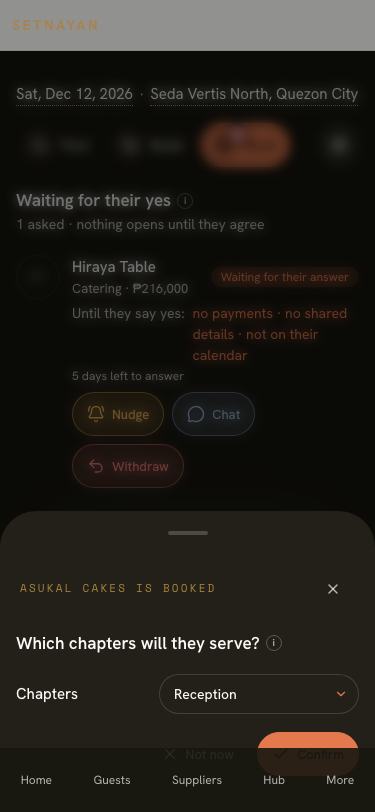 SETNAYAN
Sat, Dec 12, 2026 · Seda Vertis North, Quezon City
Waiting for their yes i
1 asked · nothing opens until they agree
Hiraya Table
Catering · ₱216,000
Waiting for their answer
Until they say yes: no payments · no shared
details · not on their
calendar
5 days left to answer
Nudge
Chat
Withdraw
ASUKAL CAKES IS BOOKED
Which chapters will they serve? i
Chapters
Reception
Not now
Confirm
Home
Guests
Suppliers
Hub
More